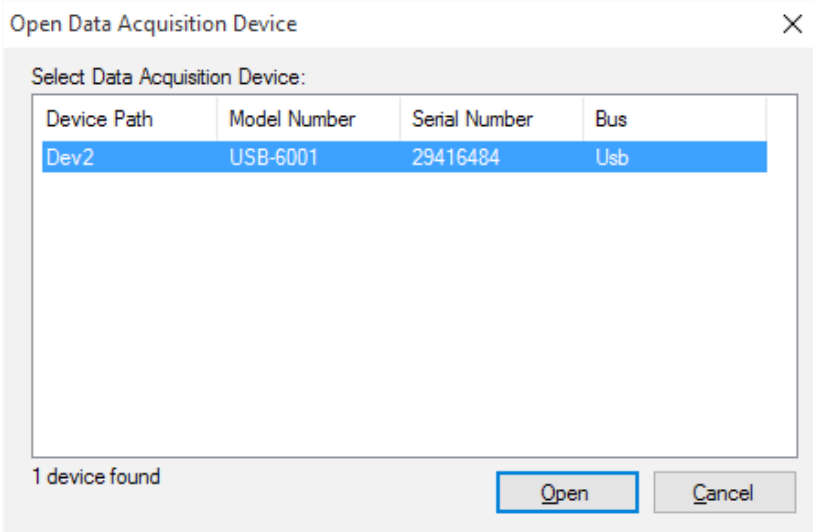 Open Data Acquisition Device
Select Data Acquisition Device:
Device Path Model Number Serial Number Bus
Dev2 USB-6001 29416484 Usb
1 device found
Open Cancel